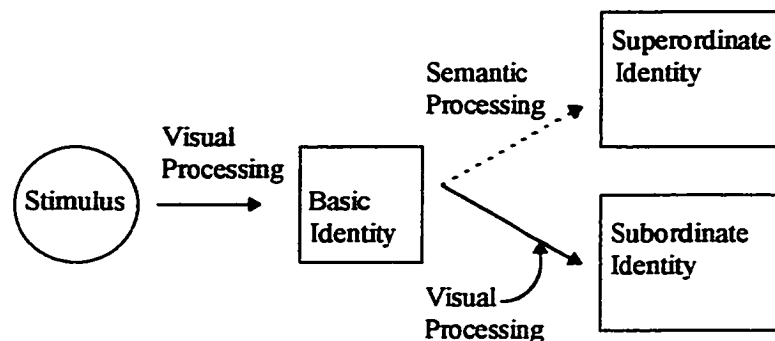 Superordinate
Identity
Semantic
Processing
Visual
Processing
Stimulus
Basic
Identity
Subordinate
Identity
Visual
Processing